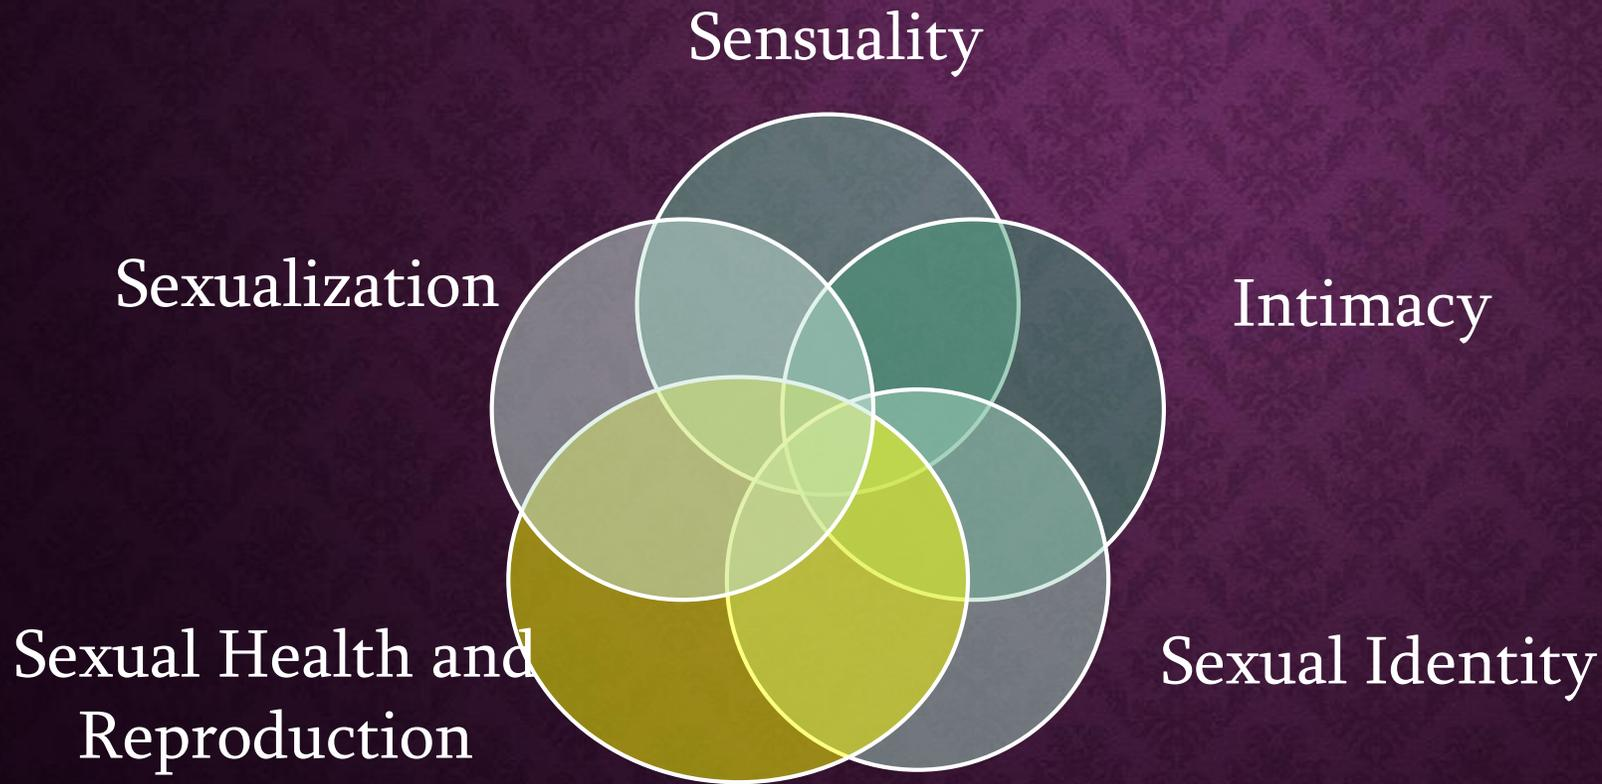 Sensuality
Sexualization
Intimacy
Sexual Health and
Reproduction
Sexual Identity